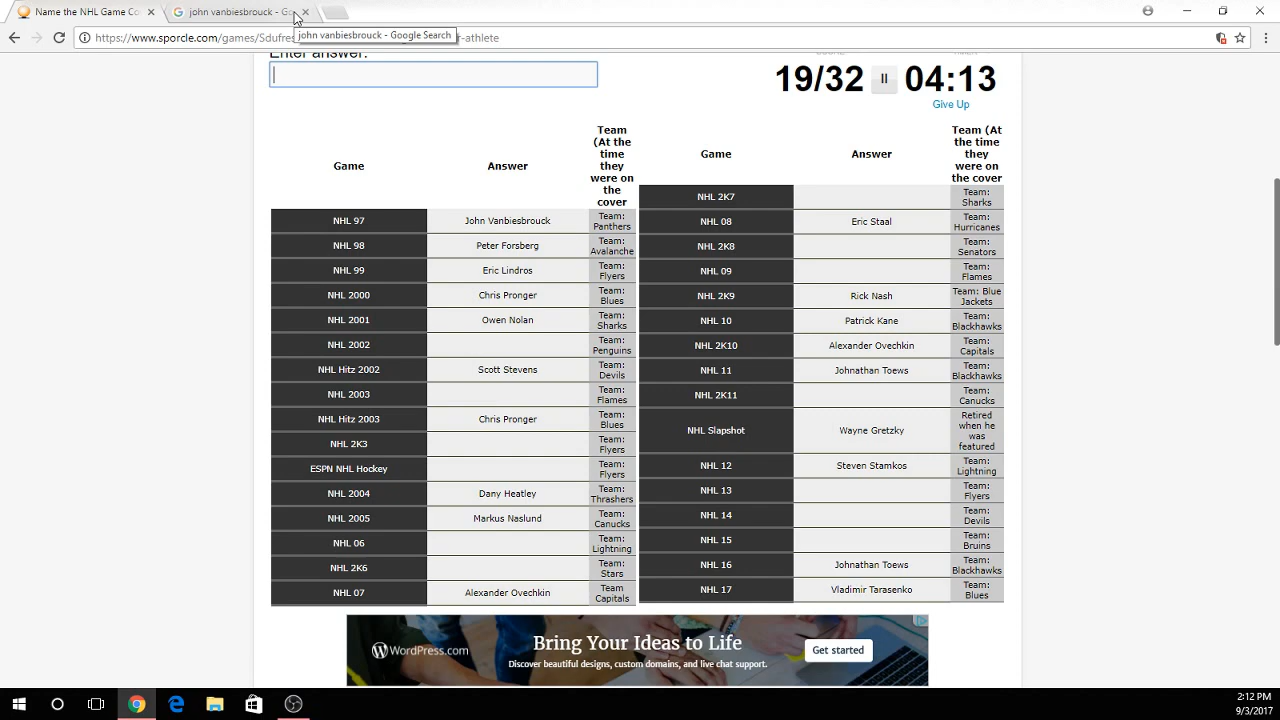 Name the NHL Game Co
john vanbiesbrouck - Go
john vanbiesbrouck - Google Search
https://www.sporcle.com/games/Sdufres
r-athlete
Enter answer:
19/32
04:13
Give Up
Game
Answer
Team (At the time they were on the cover
NHL 97
John Vanbiesbrouck
Team: Panthers
NHL 98
Peter Forsberg
Team: Avalanche
NHL 99
Eric Lindros
Team: Flyers
NHL 2000
Chris Pronger
Team: Blues
NHL 2001
Owen Nolan
Team: Sharks
NHL 2002
Team: Penguins
NHL Hitz 2002
Scott Stevens
Team: Devils
NHL 2003
Team: Flames
NHL Hitz 2003
Chris Pronger
Team: Blues
NHL 2K3
Team: Flyers
ESPN NHL Hockey
Team: Flyers
NHL 2004
Dany Heatley
Team: Thrashers
NHL 2005
Markus Naslund
Team: Canucks
NHL 06
Team: Lightning
NHL 2K6
Team: Stars
NHL 07
Alexander Ovechkin
Team Capitals
Game
Answer
Team (At the time they were on the cover
NHL 2K7
Team: Sharks
NHL 08
Eric Staal
Team: Hurricanes
NHL 2K8
Team: Senators
NHL 09
Team: Flames
NHL 2K9
Rick Nash
Team: Blue Jackets
NHL 10
Patrick Kane
Team: Blackhawks
NHL 2K10
Alexander Ovechkin
Team: Capitals
NHL 11
Johnathan Toews
Team: Blackhawks
NHL 2K11
Team: Canucks
NHL Slapshot
Wayne Gretzky
Retired when he was featured
NHL 12
Steven Stamkos
Team: Lightning
NHL 13
Team: Flyers
NHL 14
Team: Devils
NHL 15
Team: Bruins
NHL 16
Johnathan Toews
Team: Blackhawks
NHL 17
Vladimir Tarasenko
Team: Blues
WordPress.com
Bring Your Ideas to Life
Discover beautiful designs, custom domains, and live chat support.
Get started
2:12 PM
9/3/2017